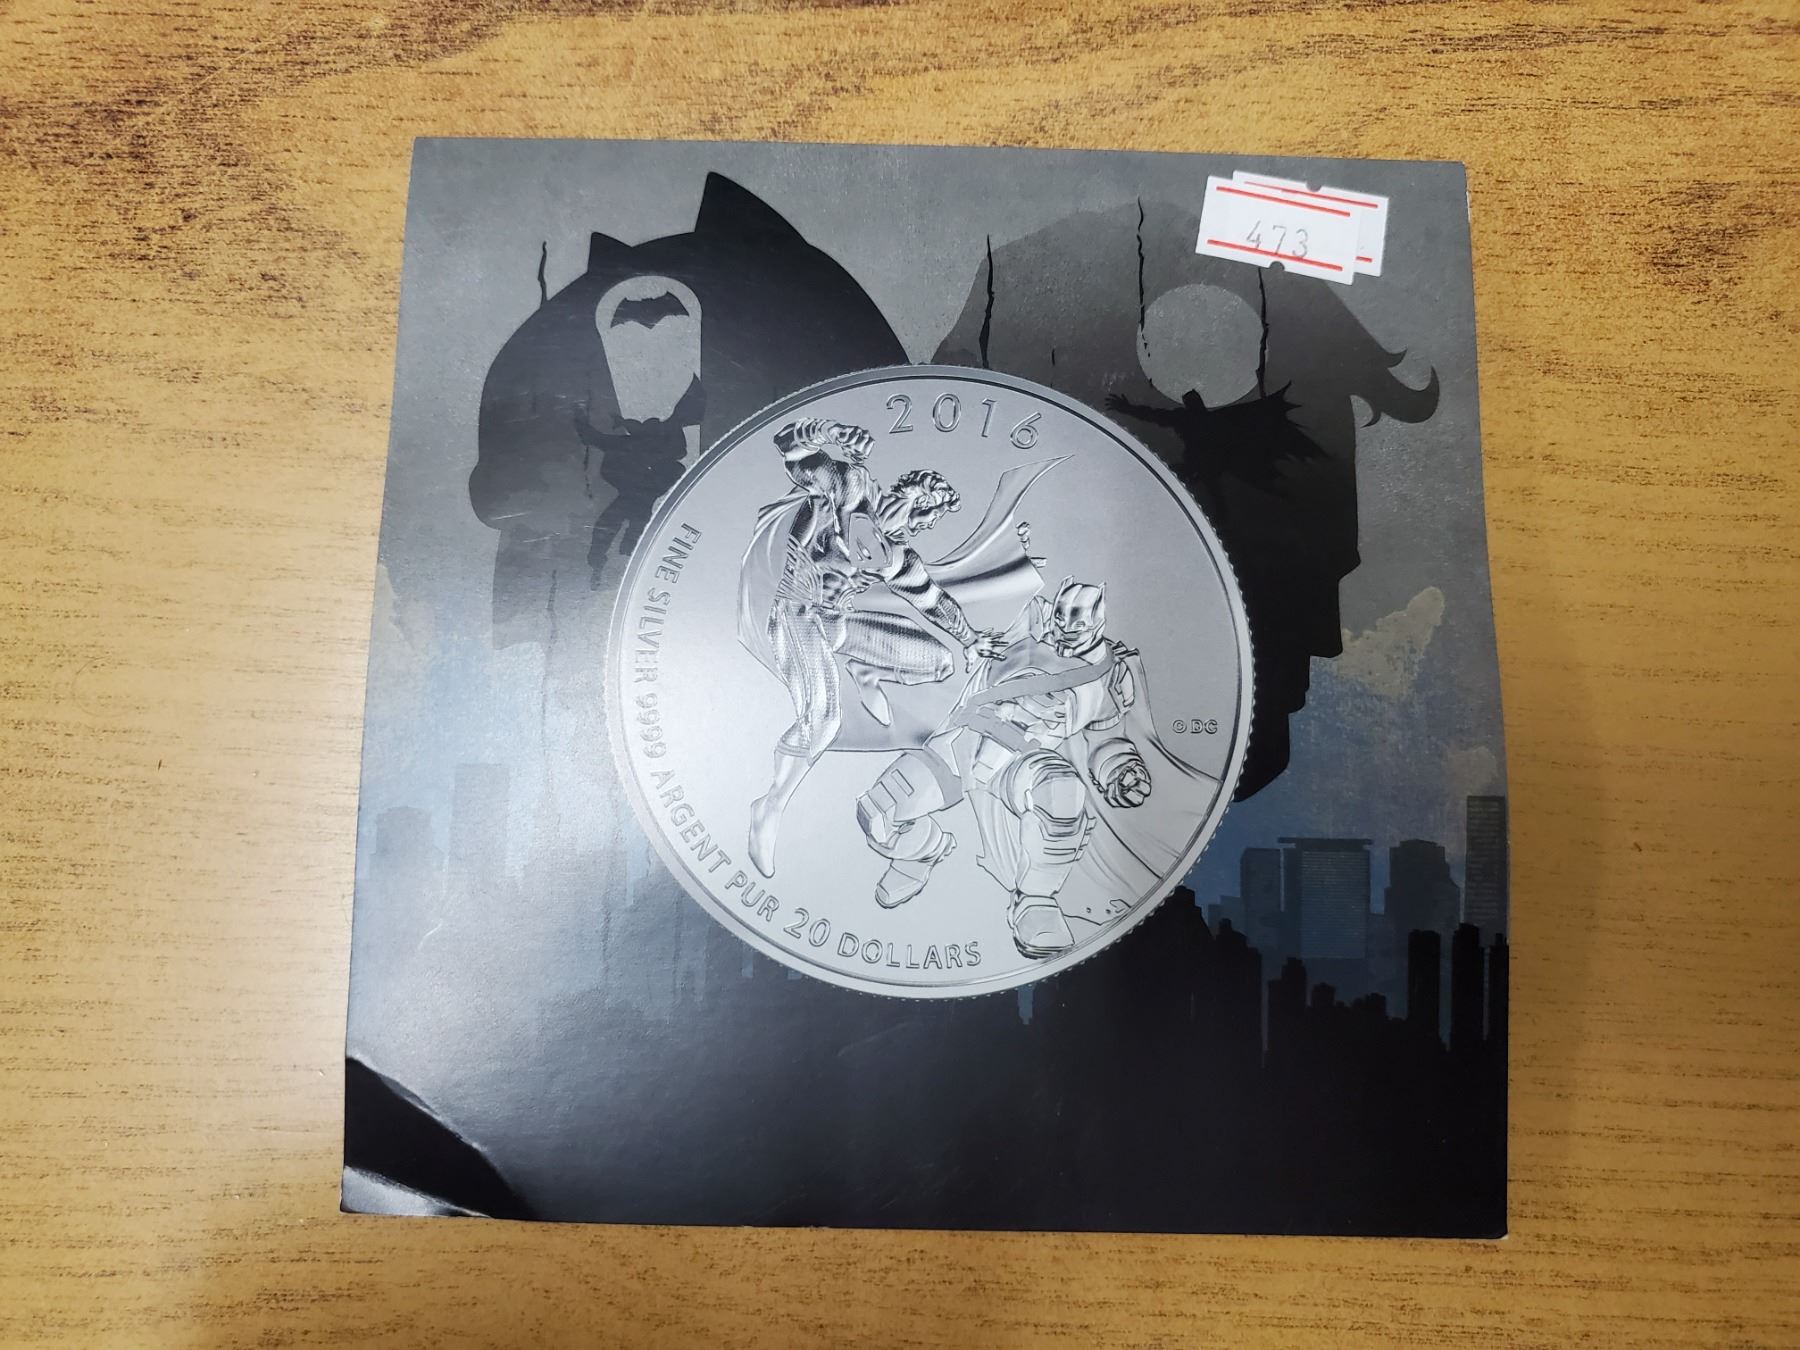 473
2016
FINE SILVER 9999 ARGENT PUR 20 DOLLARS
© DC